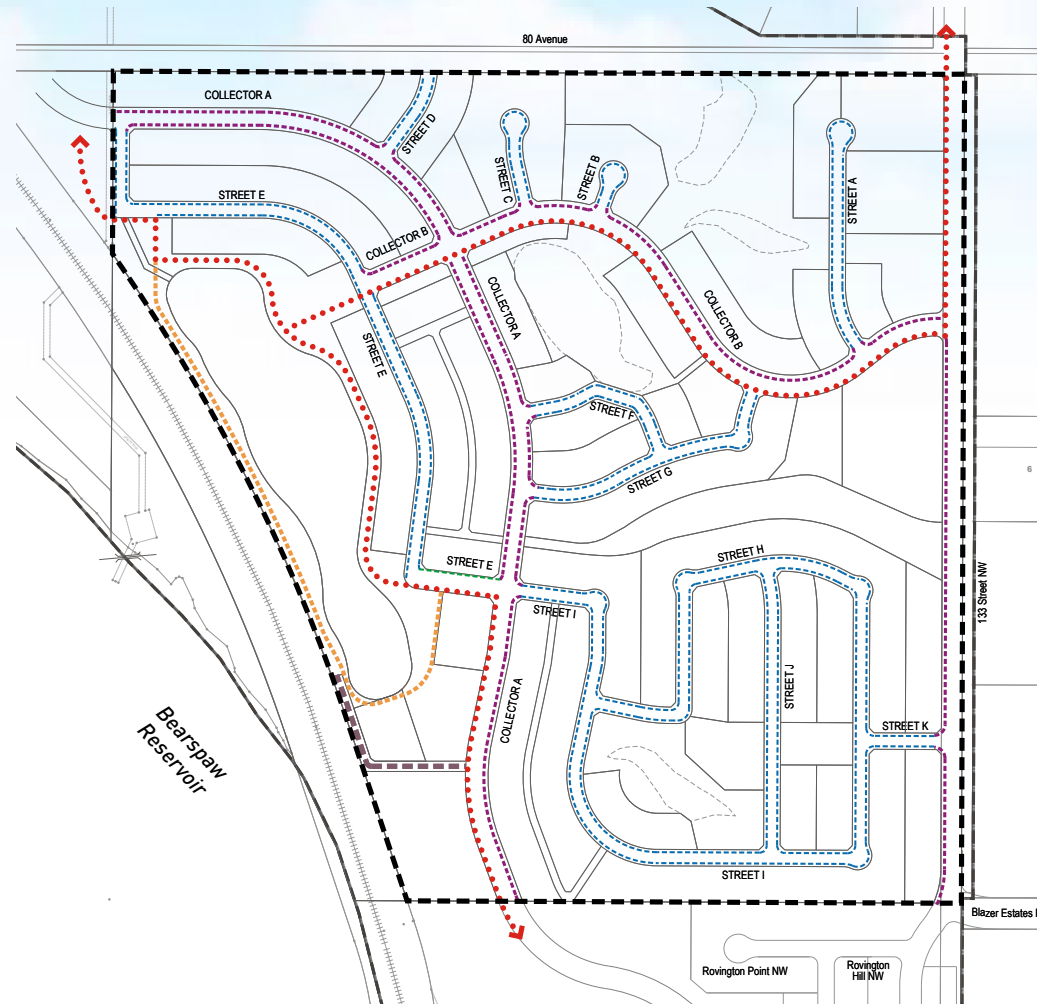 80 Avenue
COLLECTOR A
STREET D
STREET C
STREET B
STREET A
STREET E
COLLECTOR B
COLLECTOR A
COLLECTOR B
STREET E
STREET F
STREET G
6
STREET E
STREET H
STREET I
133 Street NW
STREET J
COLLECTOR A
STREET K
Bearspaw
Reservoir
STREET I
Blazer Estates
Rovington Point NW
Rovington
Hill NW